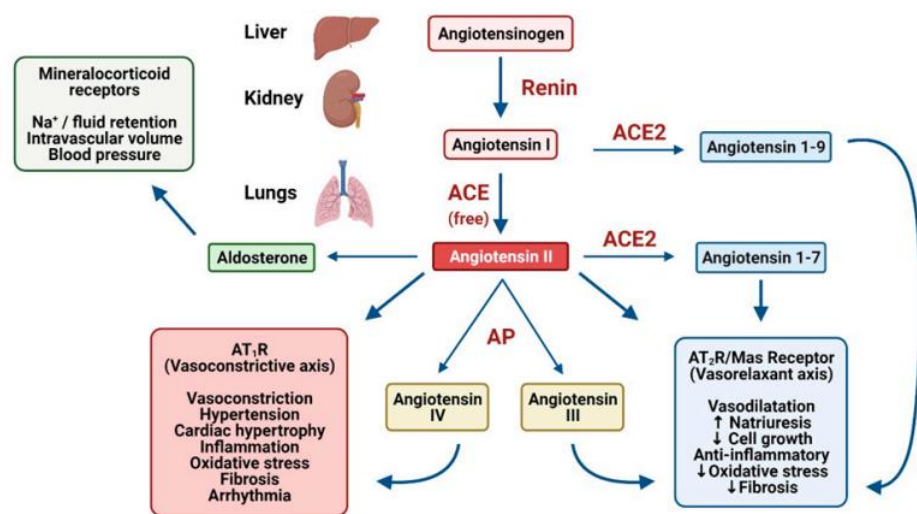 Liver
Angiotensinogen
Mineralocorticoid
receptors
Na⁺ / fluid retention
Intravascular volume
Blood pressure
Kidney
Renin
Angiotensin I
ACE2
Angiotensin 1-9
Lungs
ACE
(free)
Aldosterone
Angiotensin II
ACE2
Angiotensin 1-7
AT₁R
(Vasoconstrictive axis)
Vasoconstriction
Hypertension
Cardiac hypertrophy
Inflammation
Oxidative stress
Fibrosis
Arrhythmia
AP
Angiotensin
IV
Angiotensin
III
AT₂R/Mas Receptor
(Vasorelaxant axis)
Vasodilatation
↑ Natriuresis
↓ Cell growth
Anti-inflammatory
↓Oxidative stress
↓Fibrosis